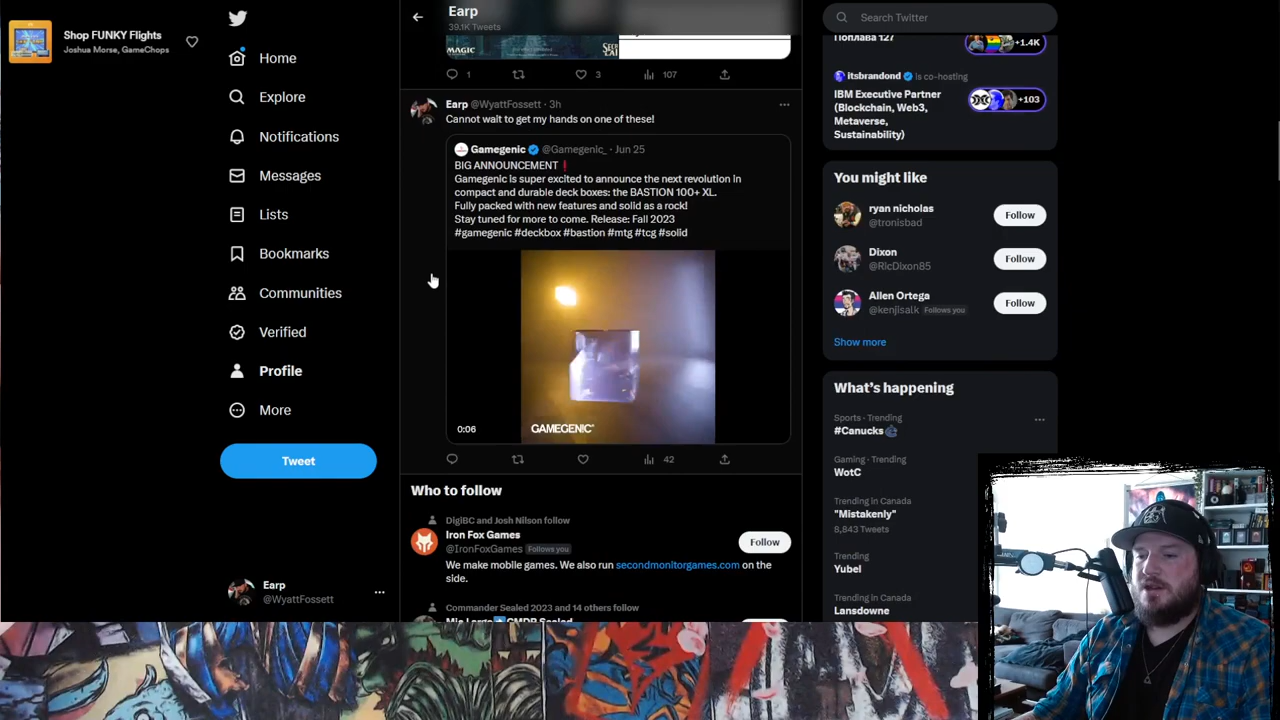 Shop FUNKY Flights
Joshua Morse, GameChops
Home
Explore
Notifications
Messages
Lists
Bookmarks
Communities
Verified
Profile
More
Tweet
Earp
@WyattFossett
Earp
39.1K Tweets
MAGIC
1
3
107
Earp @WyattFossett · 3h
Cannot wait to get my hands on one of these!
Gamegenic @Gamegenic_ · Jun 25
BIG ANNOUNCEMENT❗
Gamegenic is super excited to announce the next revolution in
compact and durable deck boxes: the BASTION 100+ XL.
Fully packed with new features and solid as a rock!
Stay tuned for more to come. Release: Fall 2023
#gamegenic #deckbox #bastion #mtg #tcg #solid
0:06
GAMEGENIC
42
Who to follow
DigiBC and Josh Nilson follow
Iron Fox Games
@IronFoxGames Follows you
Follow
We make mobile games. We also run secondmonitorgames.com on the
side.
Commander Sealed 2023 and 14 others follow
Search Twitter
+1.4K
itsbrandond is co-hosting
IBM Executive Partner
(Blockchain, Web3,
Metaverse,
Sustainability)
+103
You might like
ryan nicholas
@tronisbad
Follow
Dixon
@RicDixon85
Follow
Allen Ortega
@kenjisalk Follows you
Follow
Show more
What's happening
Sports · Trending
#Canucks
Gaming · Trending
WotC
Trending in Canada
"Mistakenly"
8,843 Tweets
Trending
Yubel
Trending in Canada
Lansdowne